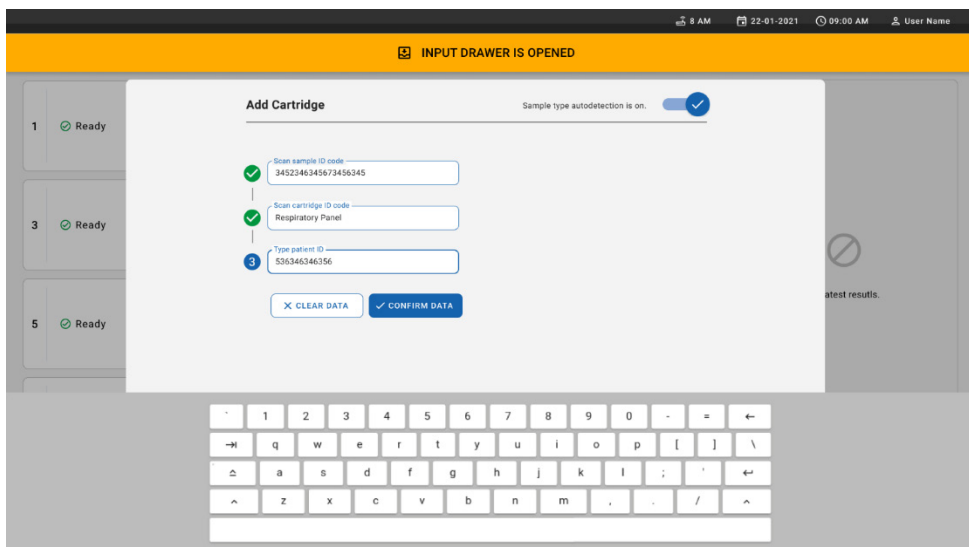 8 AM 22-01-2021 09:00 AM User Name
INPUT DRAWER IS OPENED
Add Cartridge Sample type autodetection is on.
1 Ready
Scan sample ID code
3452346345673456345
Scan cartridge ID code
Respiratory Panel
3 Ready
Type patient ID
3 536346346356
CLEAR DATA CONFIRM DATA
atest resutls.
5 Ready
` 1 2 3 4 5 6 7 8 9 0 - = ←
q w e r t y u i o p [ ] \
a s d f g h j k l ; '
z x c v b n m , . /